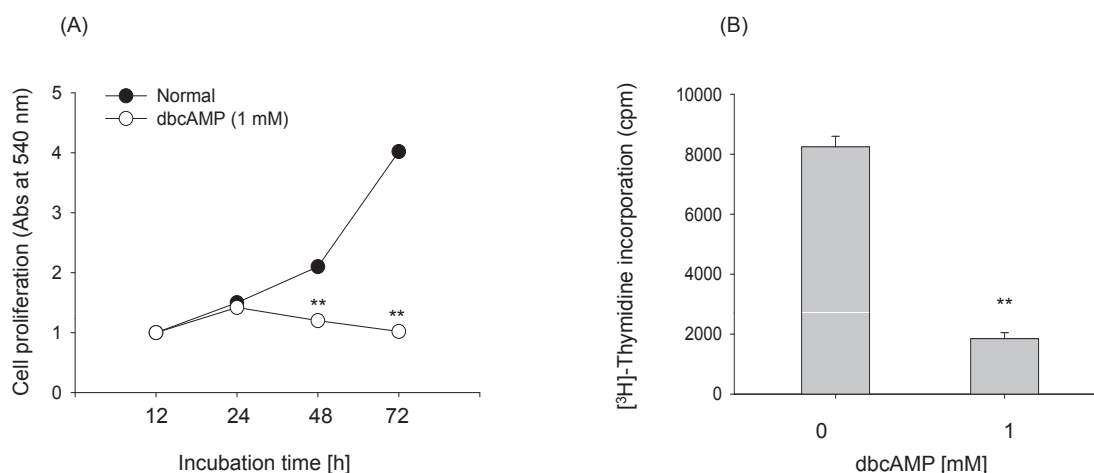 (A)
Cell proliferation (Abs at 540 nm)
5
4
3
2
1
0
Normal
dbcAMP (1 mM)
**
**
12 24 48 72
Incubation time [h]
(B)
[³H]-Thymidine incorporation (cpm)
10000
8000
6000
4000
2000
0
**
0 1
dbcAMP [mM]